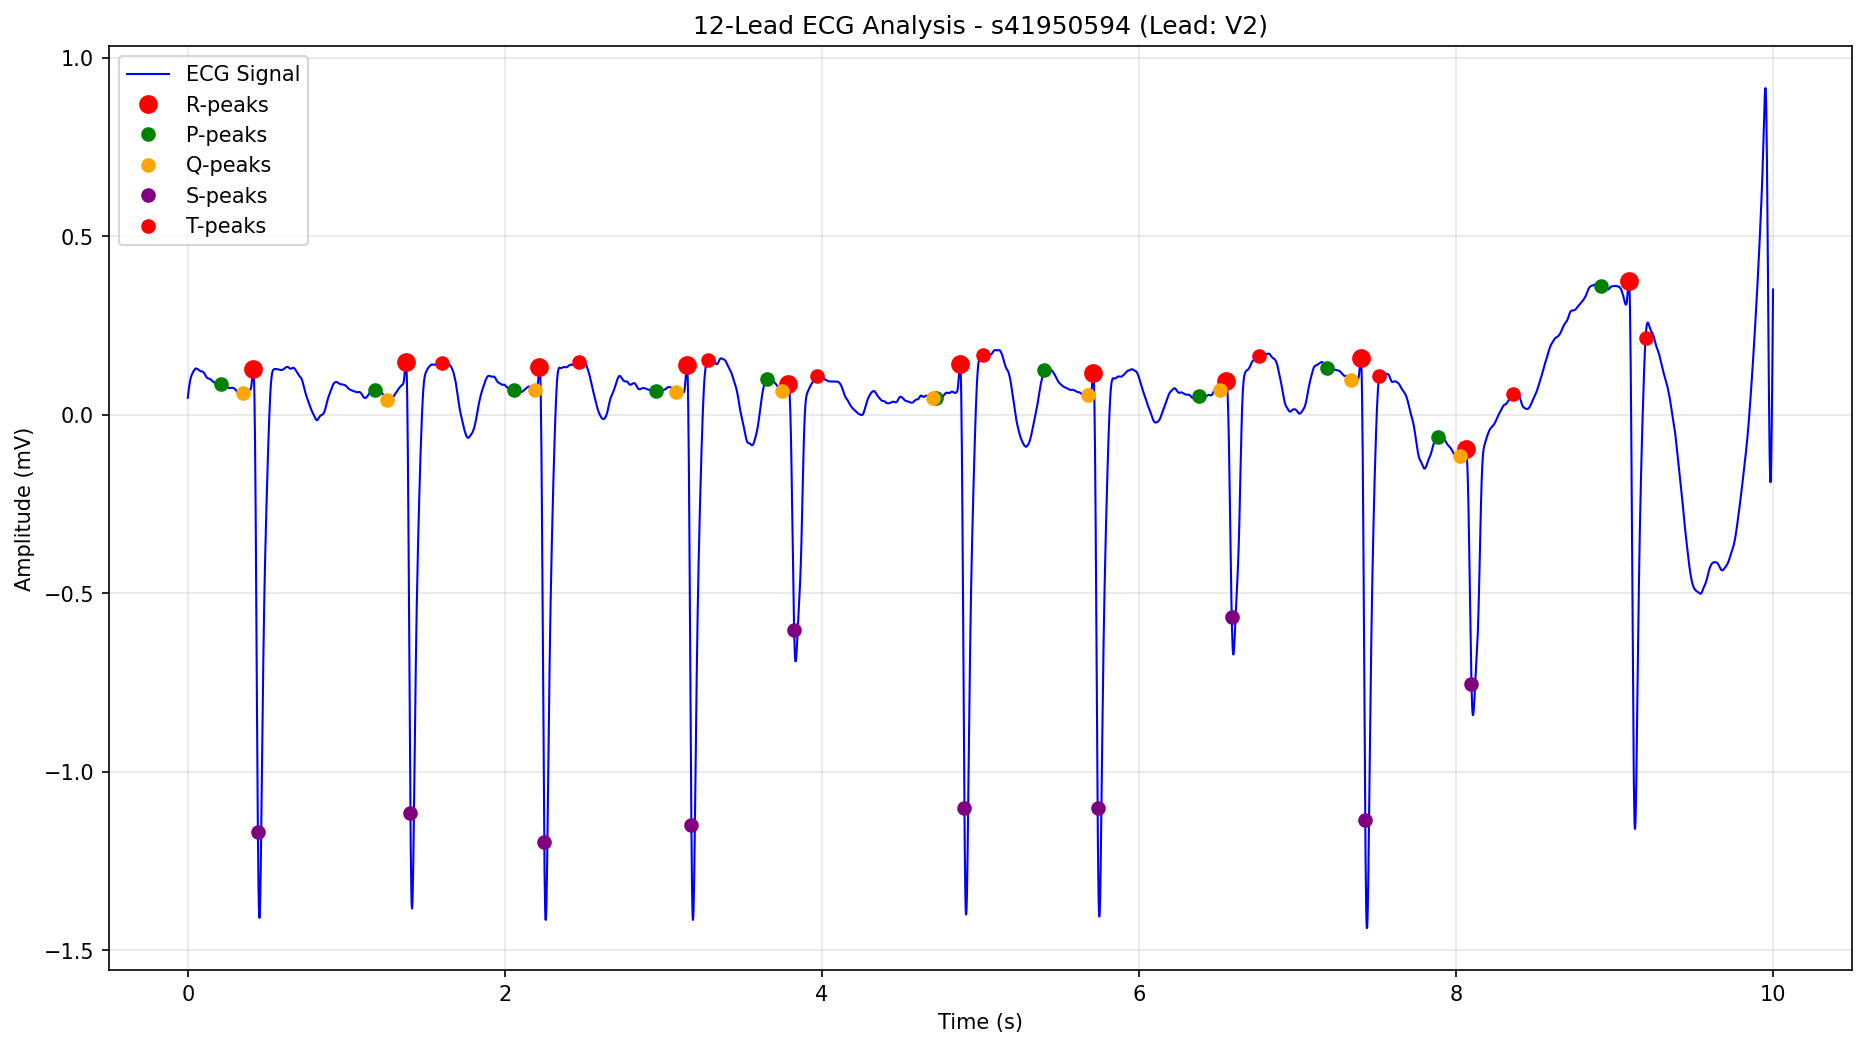 12-Lead ECG Analysis - s41950594 (Lead: V2)
ECG Signal
R-peaks
P-peaks
Q-peaks
S-peaks
T-peaks
Amplitude (mV)
1.0
0.5
0.0
−0.5
−1.0
−1.5
0 2 4 6 8 10
Time (s)